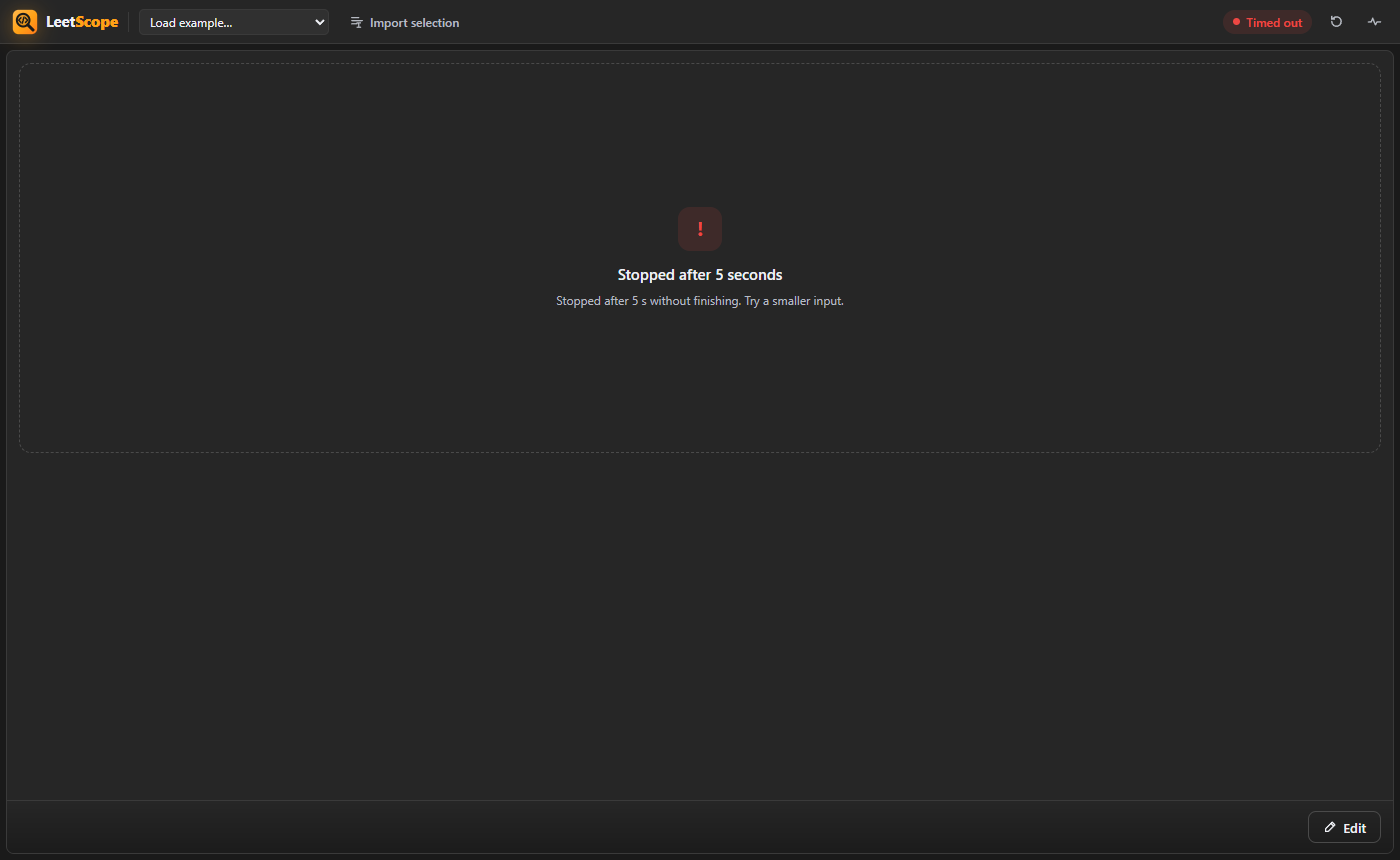 LeetScope
Load example...
Import selection
Timed out
!
Stopped after 5 seconds
Stopped after 5 s without finishing. Try a smaller input.
Edit